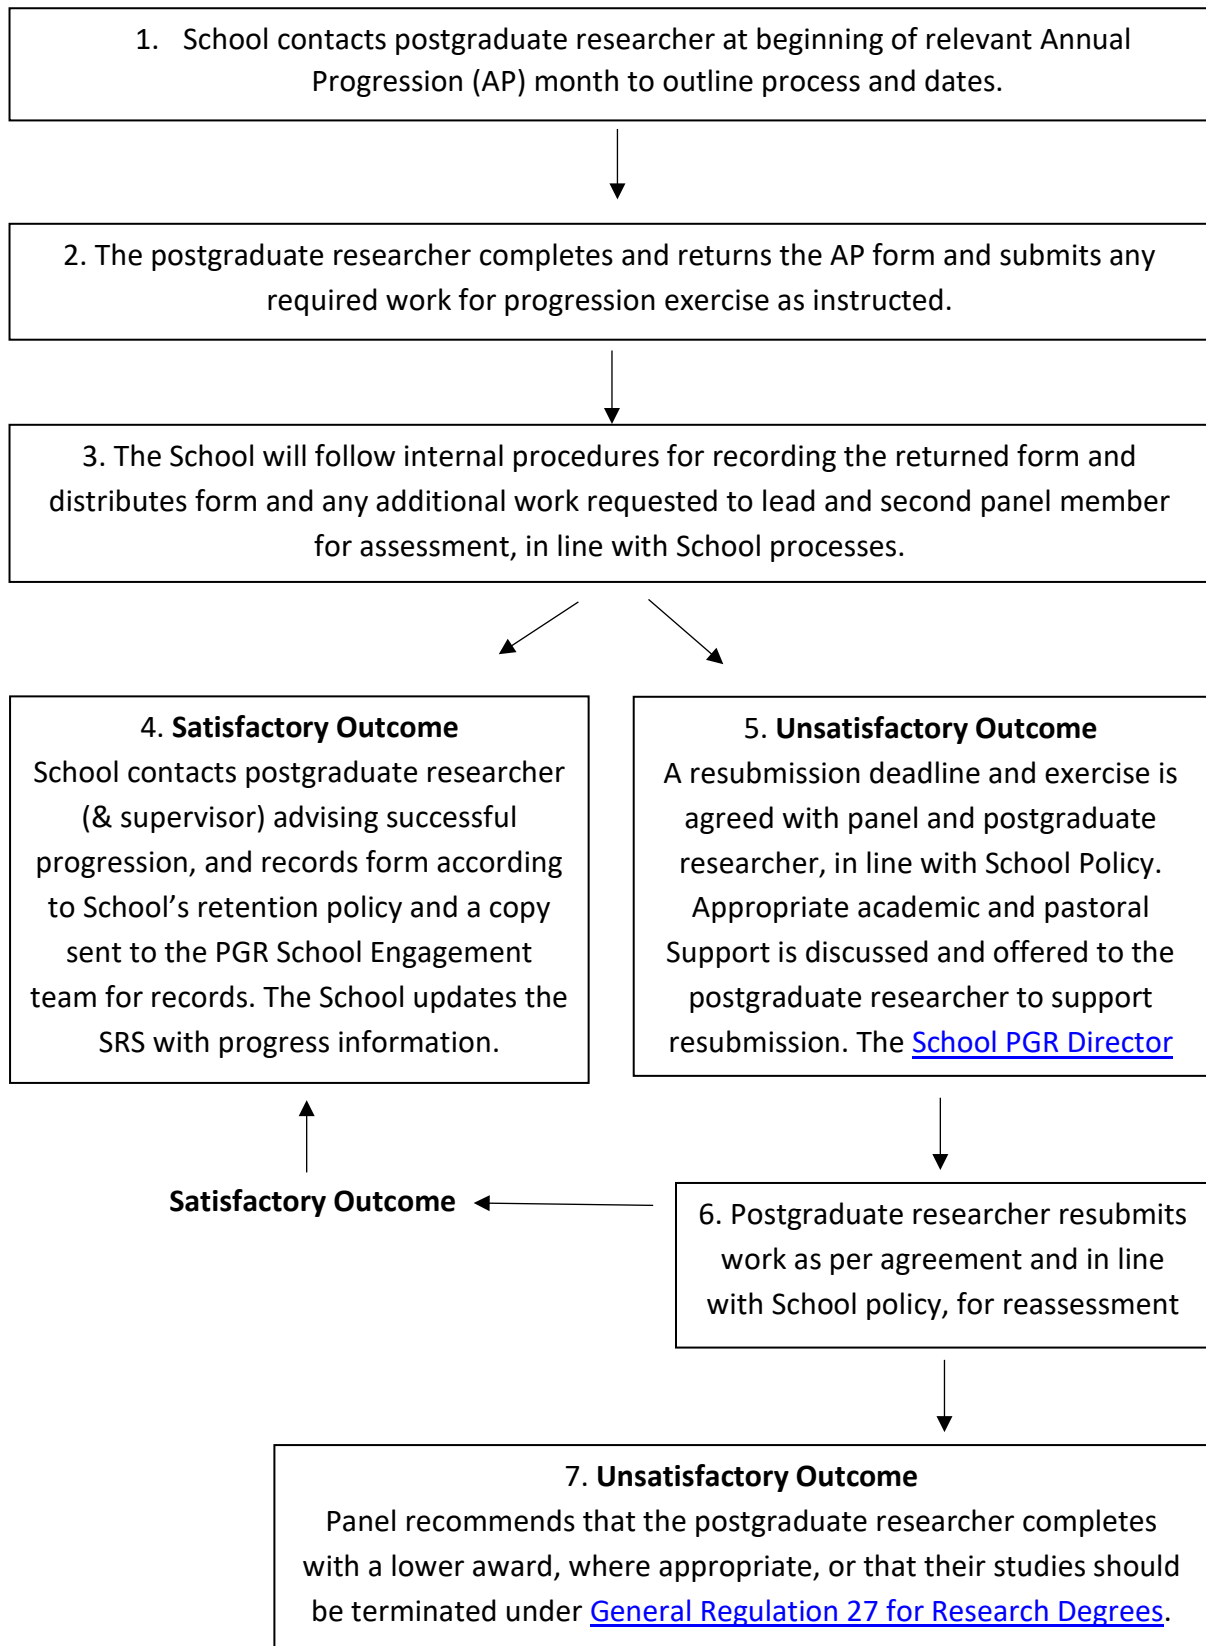 1. School contacts postgraduate researcher at beginning of relevant Annual
Progression (AP) month to outline process and dates.
2. The postgraduate researcher completes and returns the AP form and submits any
required work for progression exercise as instructed.
3. The School will follow internal procedures for recording the returned form and
distributes form and any additional work requested to lead and second panel member
for assessment, in line with School processes.
4. Satisfactory Outcome
School contacts postgraduate researcher
(& supervisor) advising successful
progression, and records form according
to School’s retention policy and a copy
sent to the PGR School Engagement
team for records. The School updates the
SRS with progress information.
5. Unsatisfactory Outcome
A resubmission deadline and exercise is
agreed with panel and postgraduate
researcher, in line with School Policy.
Appropriate academic and pastoral
Support is discussed and offered to the
postgraduate researcher to support
resubmission. The School PGR Director
Satisfactory Outcome
6. Postgraduate researcher resubmits
work as per agreement and in line
with School policy, for reassessment
7. Unsatisfactory Outcome
Panel recommends that the postgraduate researcher completes
with a lower award, where appropriate, or that their studies should
be terminated under General Regulation 27 for Research Degrees.